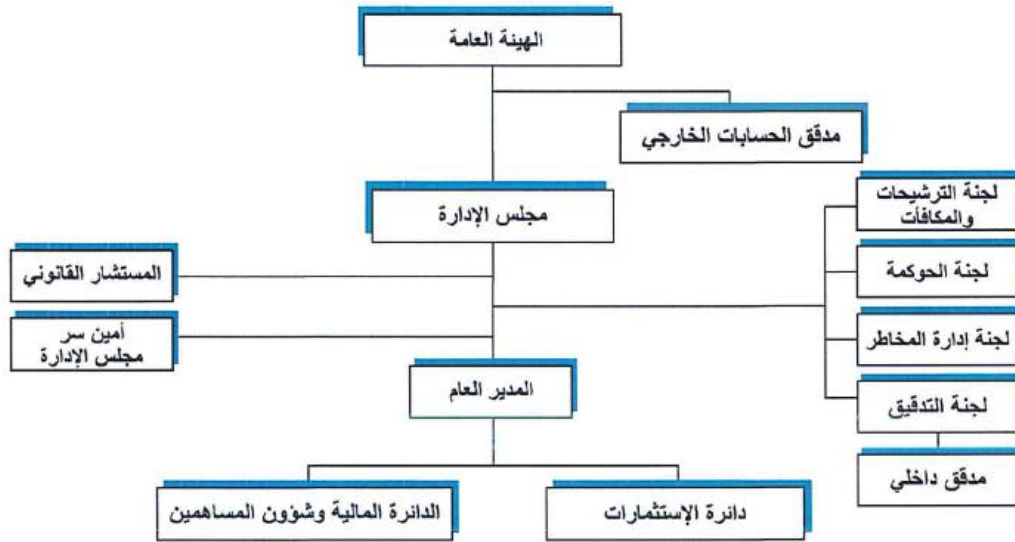 الهيئة العامة
مدقق الحسابات الخارجي
مجلس الإدارة
لجنة الترشيحات
والمكافأت
لجنة الحوكمة
لجنة إدارة المخاطر
لجنة التدقيق
مدقق داخلي
المستشار القانوني
أمين سر
مجلس الإدارة
المدير العام
دائرة الإستثمارات
الدائرة المالية وشؤون المساهمين